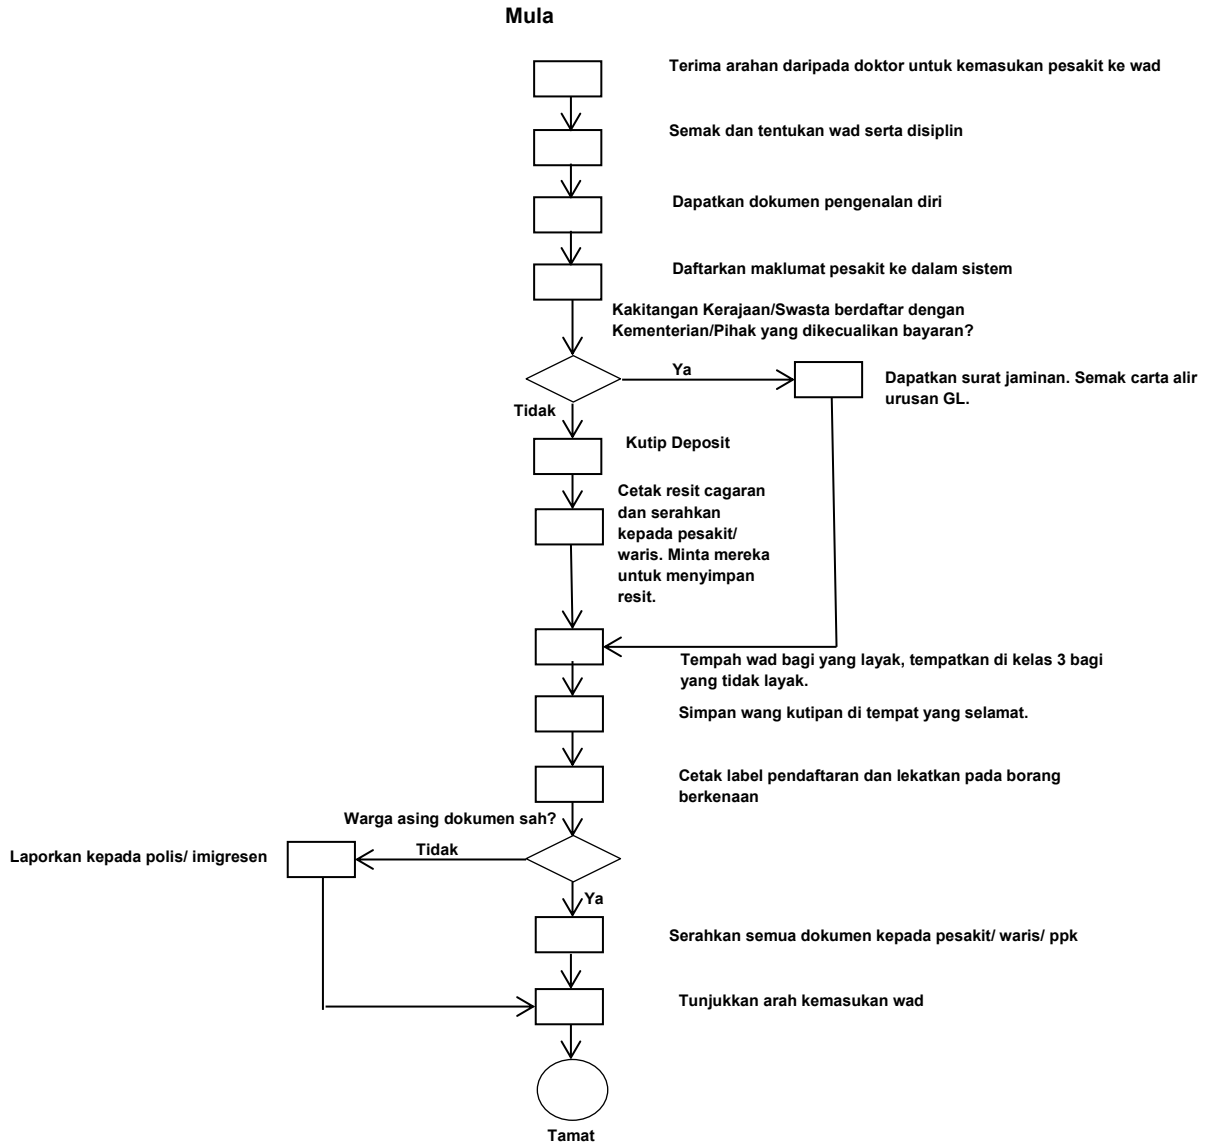 Mula
Terima arahan daripada doktor untuk kemasukan pesakit ke wad
Semak dan tentukan wad serta disiplin
Dapatkan dokumen pengenalan diri
Daftarkan maklumat pesakit ke dalam sistem
Kakitangan Kerajaan/Swasta berdaftar dengan
Kementerian/Pihak yang dikecualikan bayaran?
Ya
Dapatkan surat jaminan. Semak carta alir
urusan GL.
Tidak
Kutip Deposit
Cetak resit cagaran
dan serahkan
kepada pesakit/
waris. Minta mereka
untuk menyimpan
resit.
Tempah wad bagi yang layak, tempatkan di kelas 3 bagi
yang tidak layak.
Simpan wang kutipan di tempat yang selamat.
Cetak label pendaftaran dan lekatkan pada borang
berkenaan
Warga asing dokumen sah?
Tidak
Laporkan kepada polis/ imigresen
Ya
Serahkan semua dokumen kepada pesakit/ waris/ ppk
Tunjukkan arah kemasukan wad
Tamat